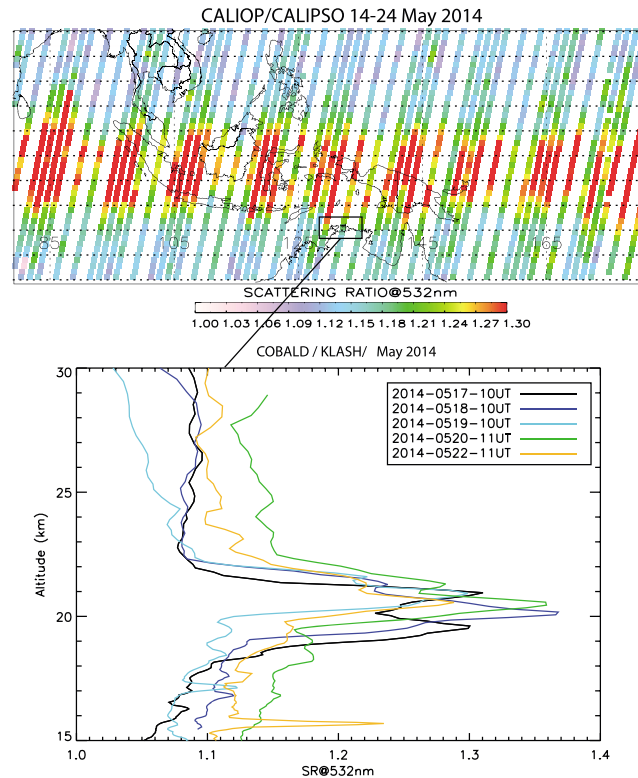 CALIOP/CALIPSO 14-24 May 2014
85 105 145 165
SCATTERING RATIO@532nm
1.00 1.03 1.06 1.09 1.12 1.15 1.18 1.21 1.24 1.27 1.30
COBALD / KLASH/ May 2014
30
25
20
15
Altitude (km)
2014-0517-10UT
2014-0518-10UT
2014-0519-10UT
2014-0520-11UT
2014-0522-11UT
1.0 1.1 1.2 1.3 1.4
SR@532nm